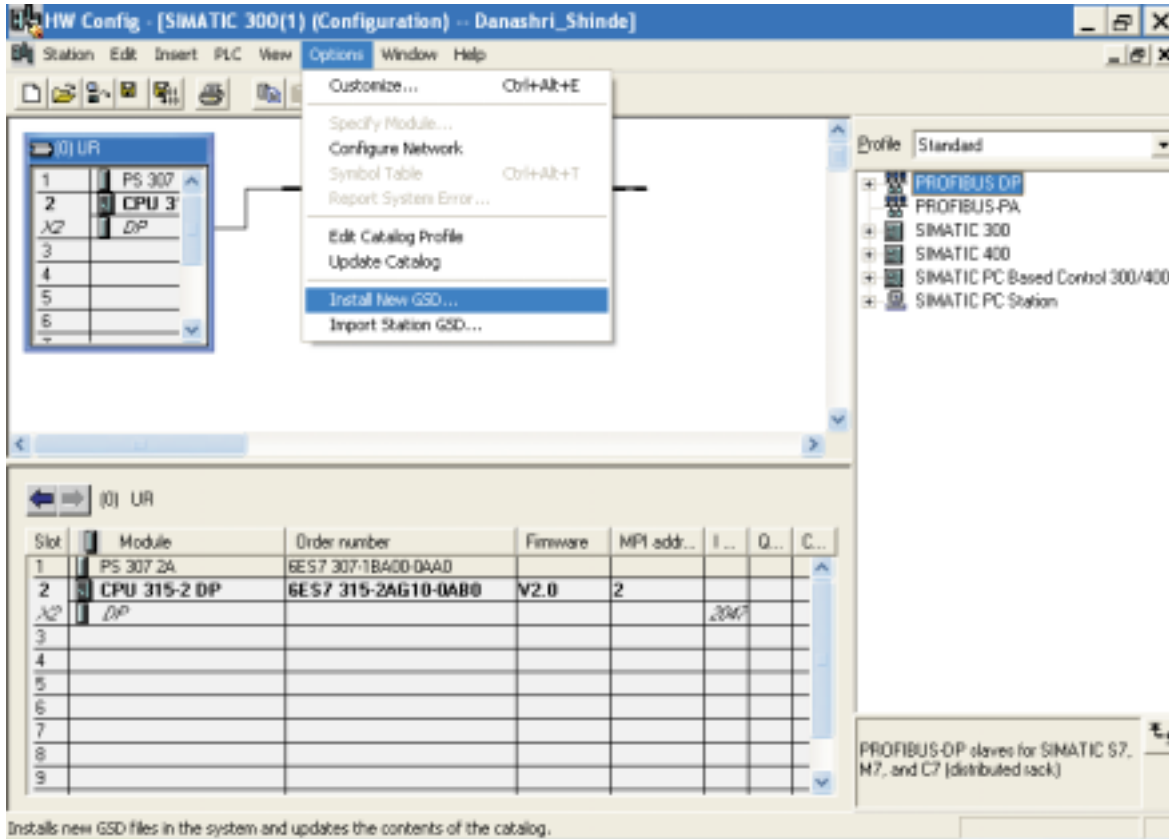 HW Config - [SIMATIC 300(1) (Configuration) -- Danashri_Shinde]
Station Edit Insert PLC View Options Window Help
Customize... Ctrl+Alt+E
Specify Module...
Configure Network
Symbol Table Ctrl+Alt+T
Report System Error...
Edit Catalog Profile
Update Catalog
Install New GSD...
Import Station GSD...
(0) UR
1 PS 307
2 CPU 3
X2 DP
3
4
5
6
Profile Standard
PROFIBUS DP
PROFIBUS-PA
SIMATIC 300
SIMATIC 400
SIMATIC PC Based Control 300/400
SIMATIC PC Station
(0) UR
Slot Module Order number Firmware MPI addr... I ... Q... C...
1 PS 307 2A 6ES7 307-1BA00-0AA0
2 CPU 315-2 DP 6ES7 315-2AG10-0AB0 V2.0 2
X2 DP 2047
3
4
5
6
7
8
9
PROFIBUS-DP slaves for SIMATIC S7,
M7, and C7 (distributed rack)
Installs new GSD files in the system and updates the contents of the catalog.